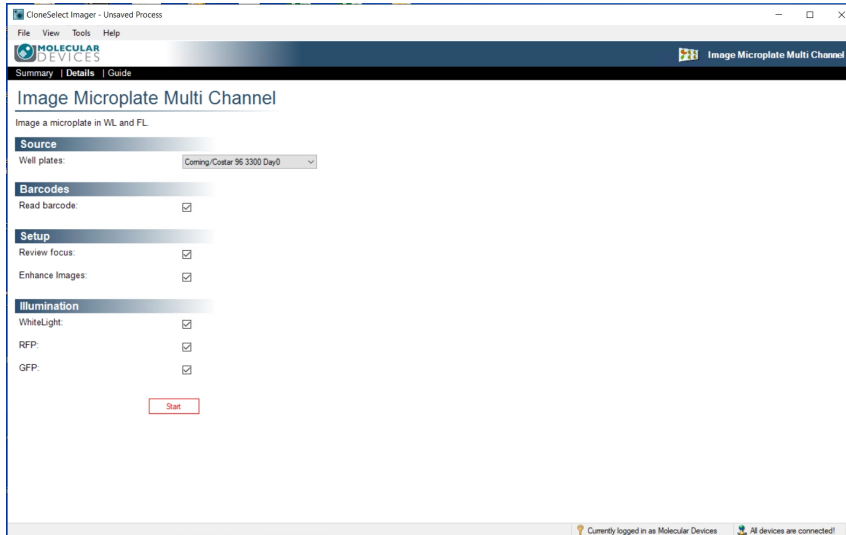 CloneSelect Imager - Unsaved Process
File View Tools Help
MOLECULAR
DEVICES
Image Microplate Multi Channel
Summary | Details | Guide
Image Microplate Multi Channel
Image a microplate in WL and FL.
Source
Well plates: Corning/Costar 96 3300 Day0
Barcodes
Read barcode:
Setup
Review focus:
Enhance Images:
Illumination
WhiteLight:
RFP:
GFP:
Start
Currently logged in as Molecular Devices All devices are connected!